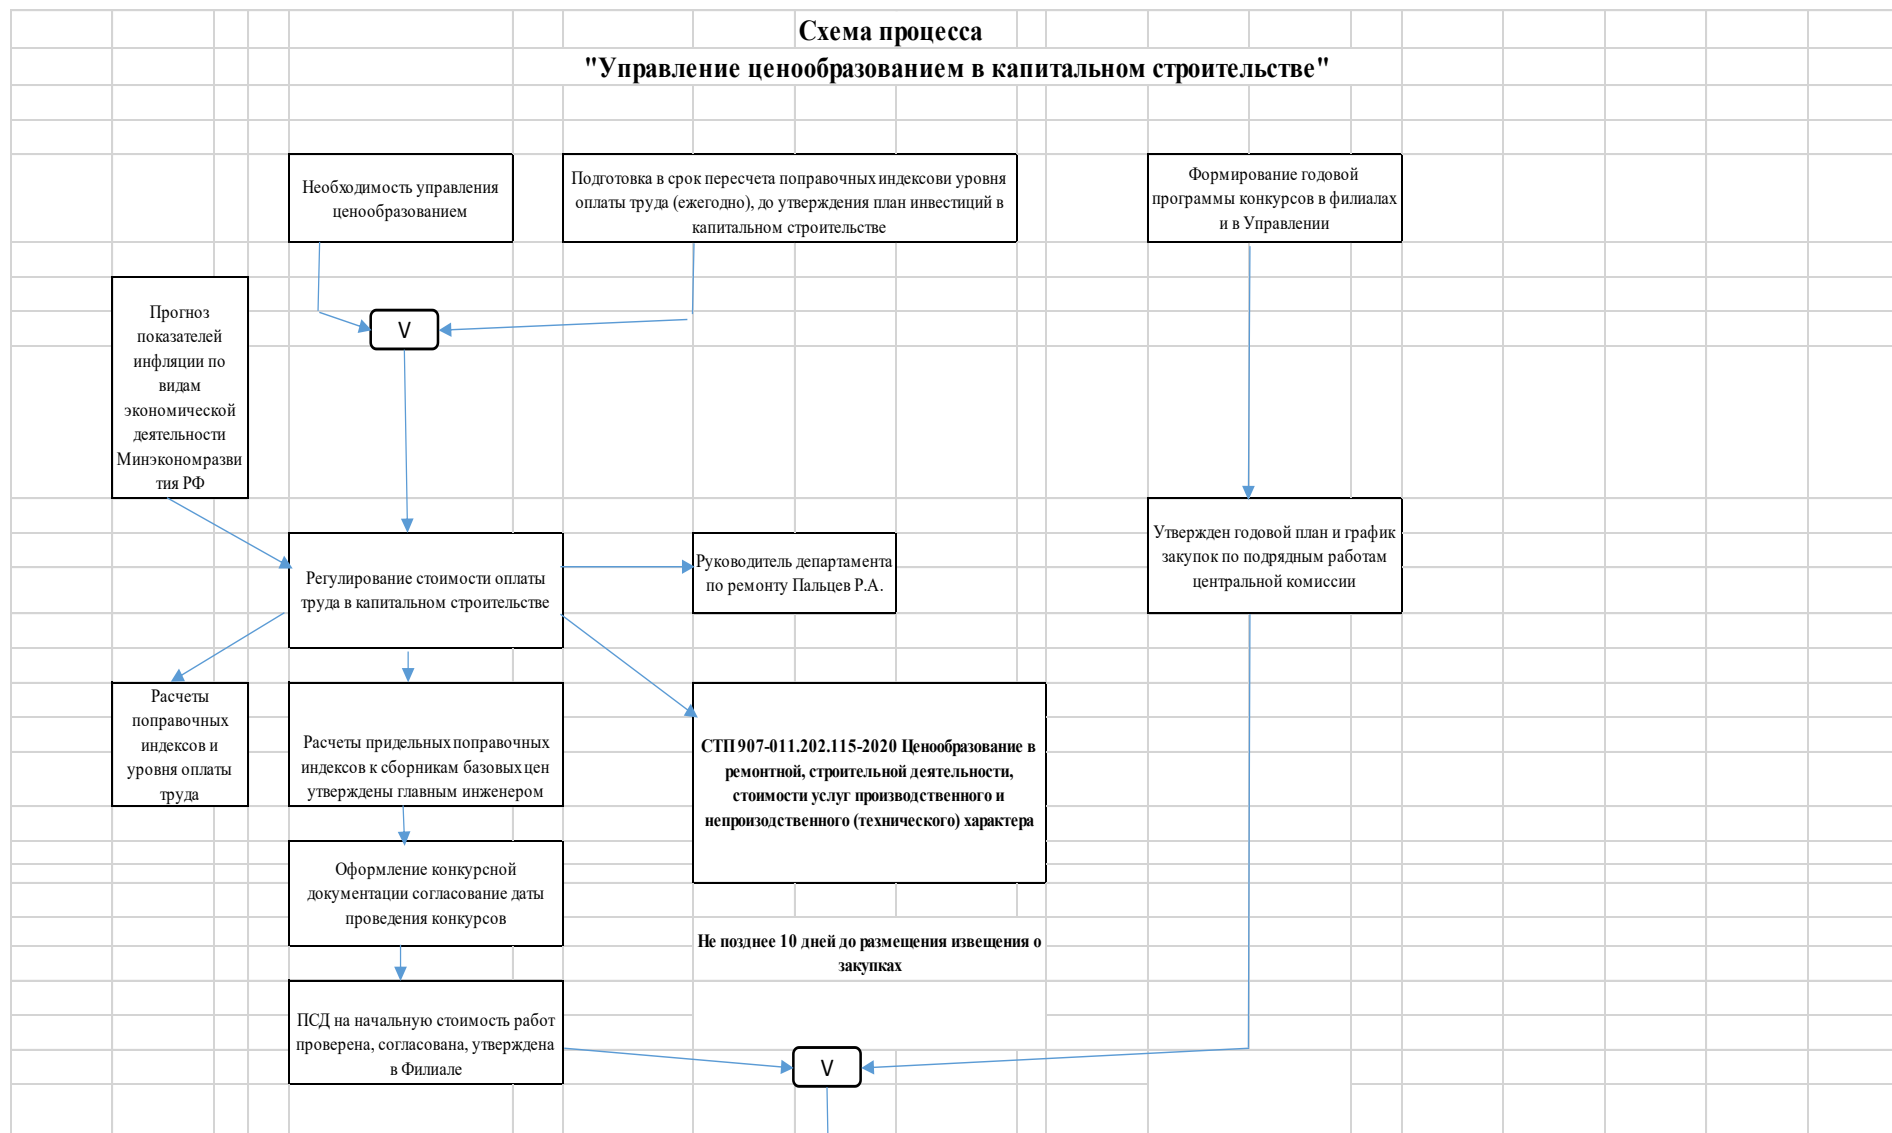 Схема процесса
"Управление ценообразованием в капитальном строительстве"
Необходимость управления
ценообразованием
Подготовка в срок пересчета поправочных индексови уровня
оплаты труда (ежегодно), до утверждения план инвестиций в
капитальном строительстве
Формирование годовой
программы конкурсов в филиалах
и в Управлении
Прогноз
показателей
инфляции по
видам
экономической
деятельности
Минэкономразви
тия РФ
V
Регулирование стоимости оплаты
труда в капитальном строительстве
Руководитель департамента
по ремонту Пальцев Р.А.
Утвержден годовой план и график
закупок по подрядным работам
центральной комиссии
Расчеты
поправочных
индексов и
уровня оплаты
труда
Расчеты придельных поправочных
индексов к сборникам базовых цен
утверждены главным инженером
СТП 907-011.202.115-2020 Ценообразование в
ремонтной, строительной деятельности,
стоимости услуг производственного и
непроизодственного (технического) характера
Оформление конкурсной
документации согласование даты
проведения конкурсов
Не позднее 10 дней до размещения извещения о
закупках
ПСД на начальную стоимость работ
проверена, согласована, утверждена
в Филиале
V